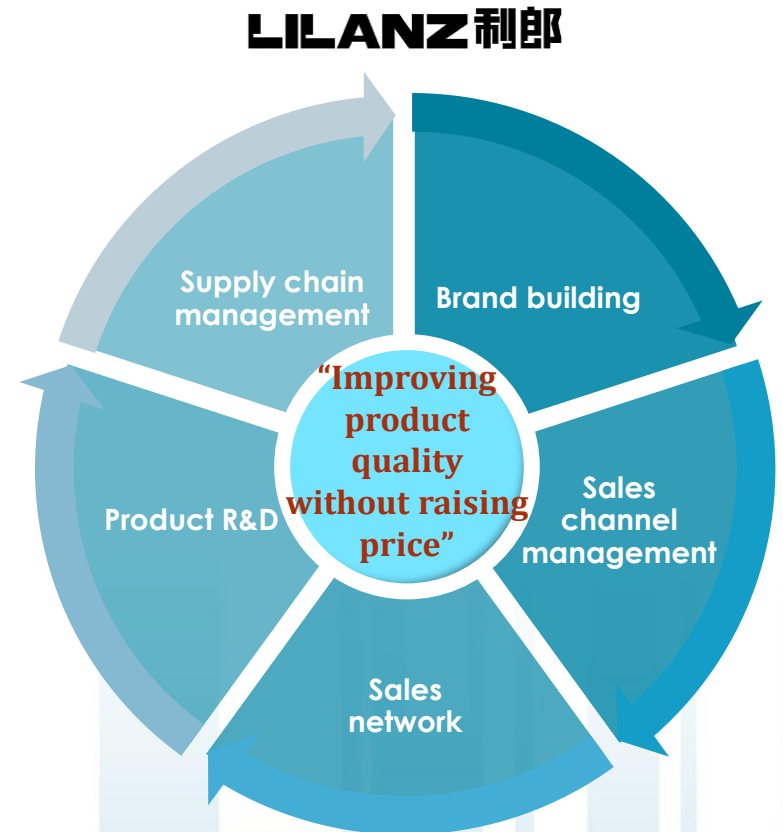 LILANZ利郎
Supply chain
management
Brand building
"Improving
product
quality
without raising
price"
Product R&D
Sales
channel
management
Sales
network